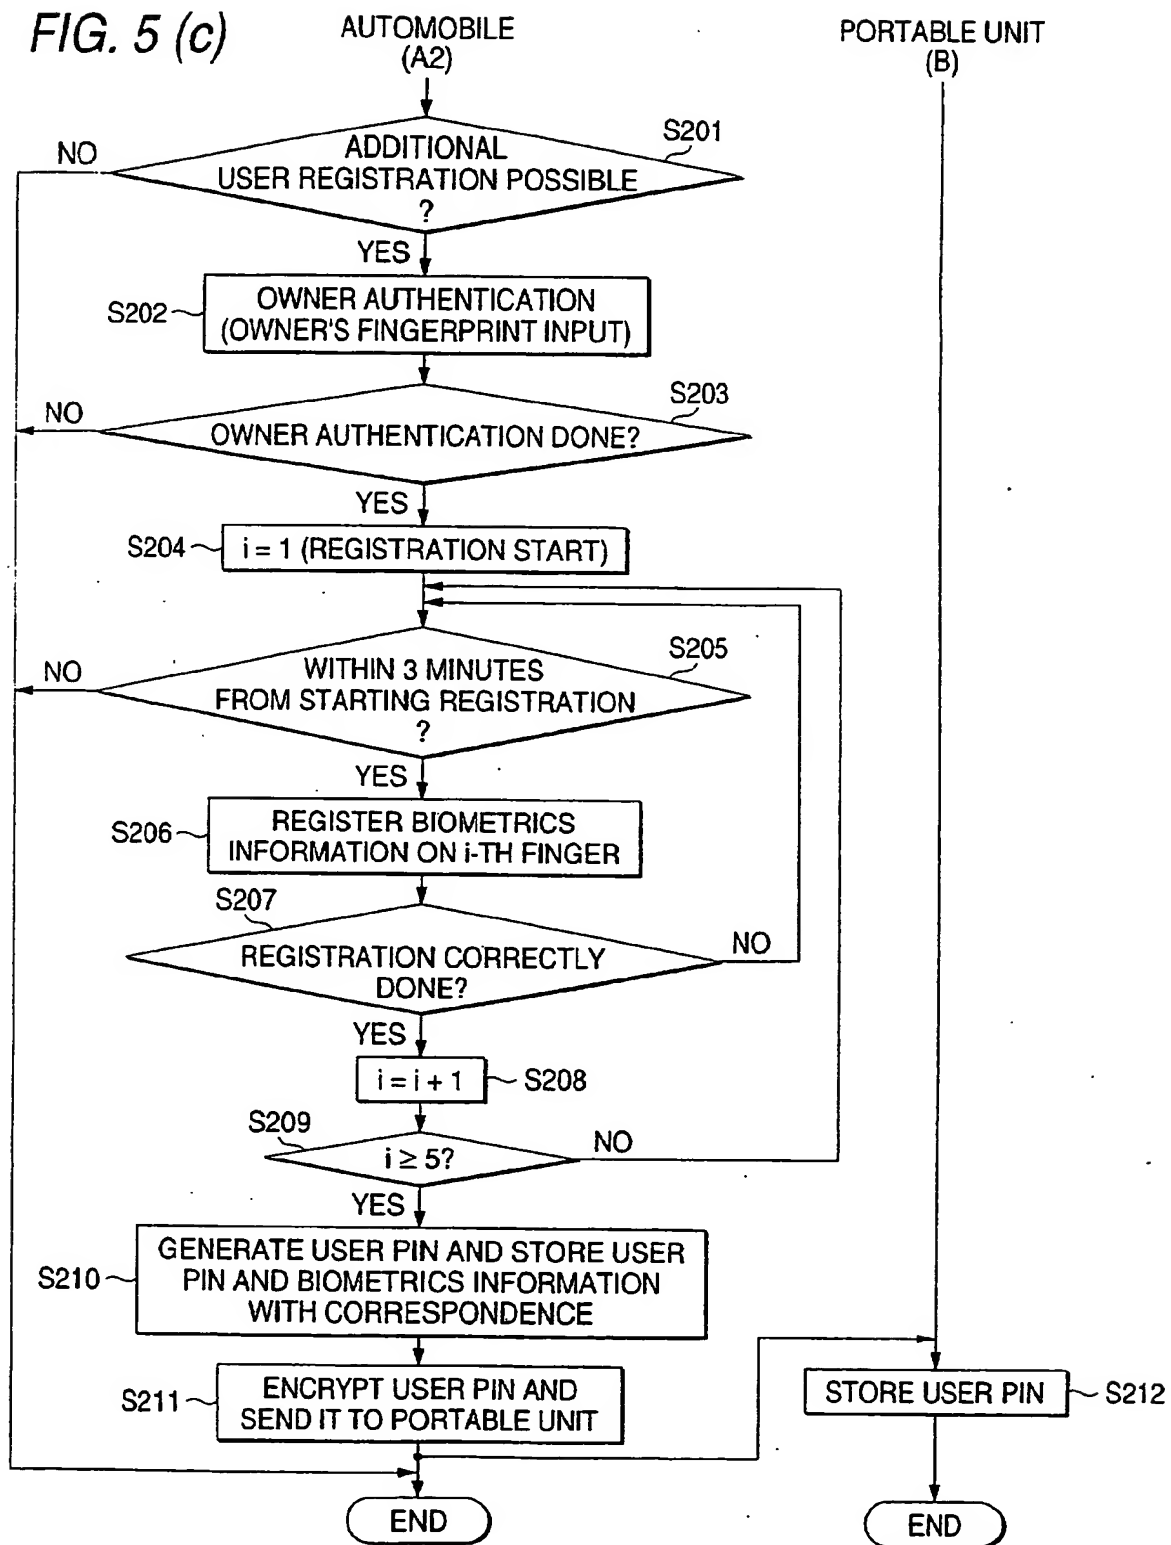 FIG. 5 (c)
AUTOMOBILE
(A2)
PORTABLE UNIT
(B)
S201
NO
ADDITIONAL
USER REGISTRATION POSSIBLE
?
YES
S202
OWNER AUTHENTICATION
(OWNER'S FINGERPRINT INPUT)
S203
NO
OWNER AUTHENTICATION DONE?
YES
S204
i = 1 (REGISTRATION START)
S205
NO
WITHIN 3 MINUTES
FROM STARTING REGISTRATION
?
YES
S206
REGISTER BIOMETRICS
INFORMATION ON i-TH FINGER
S207
NO
REGISTRATION CORRECTLY
DONE?
YES
i = i + 1
S208
S209
NO
i ≥ 5?
YES
S210
GENERATE USER PIN AND STORE USER
PIN AND BIOMETRICS INFORMATION
WITH CORRESPONDENCE
S211
ENCRYPT USER PIN AND
SEND IT TO PORTABLE UNIT
STORE USER PIN
S212
END
END